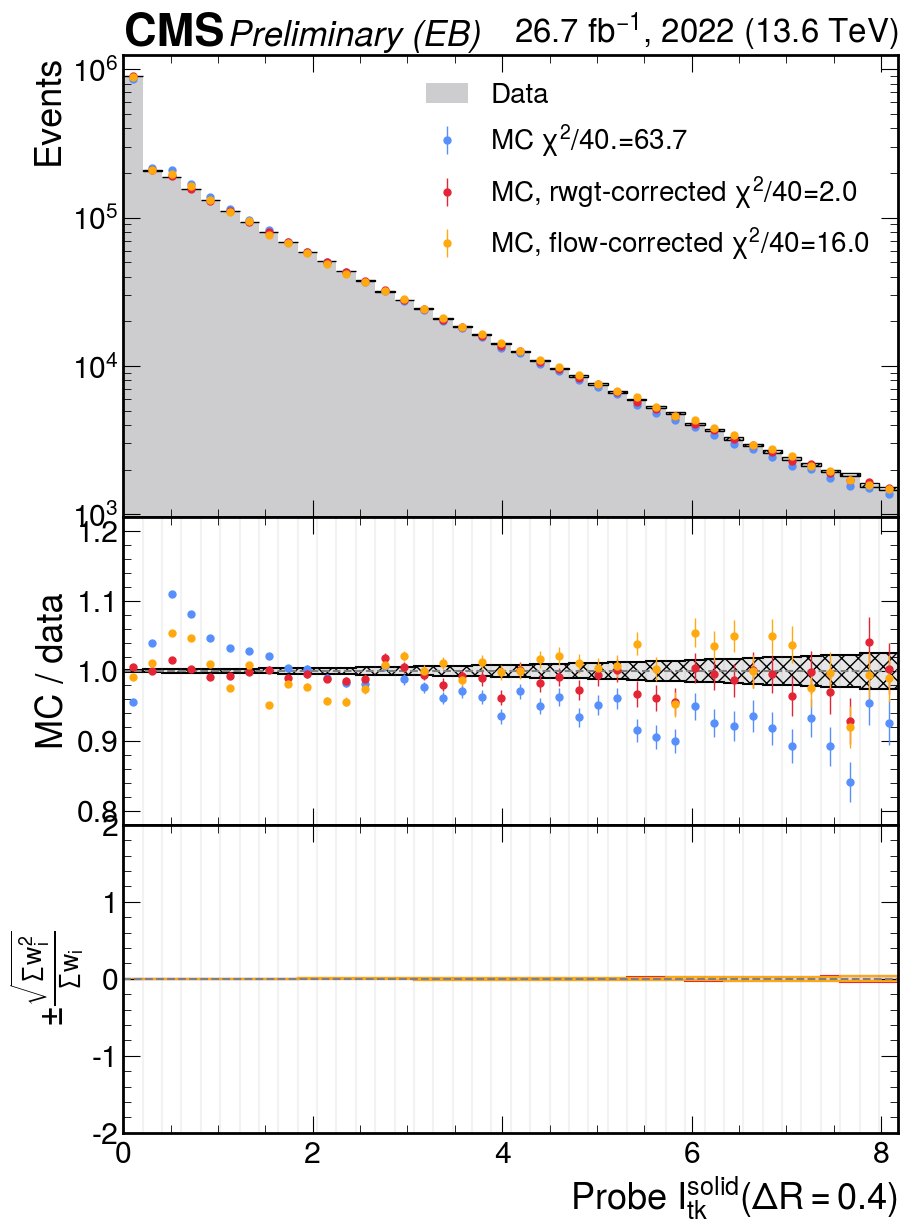 CMS Preliminary (EB) 26.7 fb⁻¹, 2022 (13.6 TeV)
Events
10⁶
10⁵
10⁴
10³
Data
MC χ²/40.=63.7
MC, rwgt-corrected χ²/40=2.0
MC, flow-corrected χ²/40=16.0
MC / data
1.2
1.1
1.0
0.9
0.8
±√(Σw_i²)/Σw_i
2
1
0
-1
-2
0 2 4 6 8
Probe I_tk^solid(ΔR = 0.4)